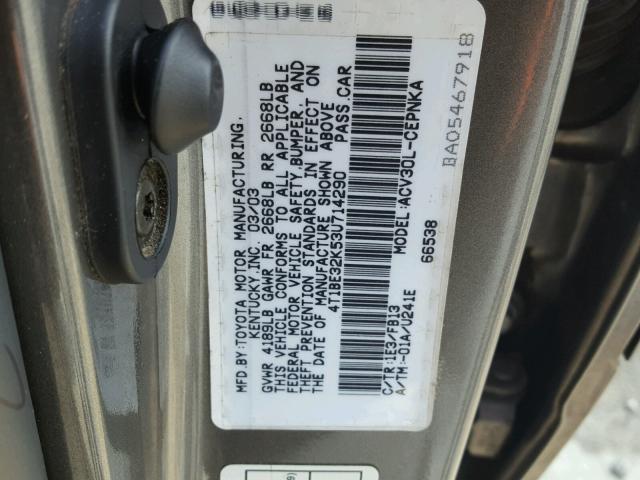 MFD.BY:TOYOTA MOTOR MANUFACTURING.
KENTUCKY.INC. 03/03
GVWR 4189LB GAWR FR 2668LB RR 2668LB
THIS VEHICLE CONFORMS TO ALL APPLICABLE
FEDERAL MOTOR VEHICLE SAFETY,BUMPER, AND
THEFT PREVENTION STANDARDS IN EFFECT ON
THE DATE OF MANUFACTURE SHOWN ABOVE
4T1BE32K53U714290 PASS.CAR
MODEL:ACV30L-CEPNKA
66538
C/TR:1E3/FB13
A/TM:-01A/U241E
BA05467918